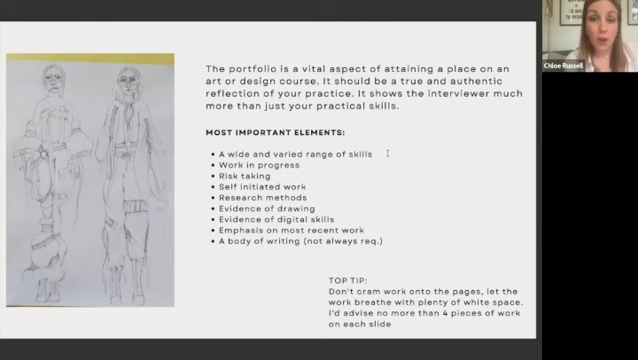 The portfolio is a vital aspect of attaining a place on an
art or design course. It should be a true and authentic
reflection of your practice. It shows the interviewer much
more than just your practical skills.
MOST IMPORTANT ELEMENTS:
• A wide and varied range of skills
• Work in progress
• Risk taking
• Self initiated work
• Research methods
• Evidence of drawing
• Evidence of digital skills
• Emphasis on most recent work
• A body of writing (not always req.)
TOP TIP:
Don't cram work onto the pages, let the
work breathe with plenty of white space.
I'd advise no more than 4 pieces of work
on each slide
Chloe Russell